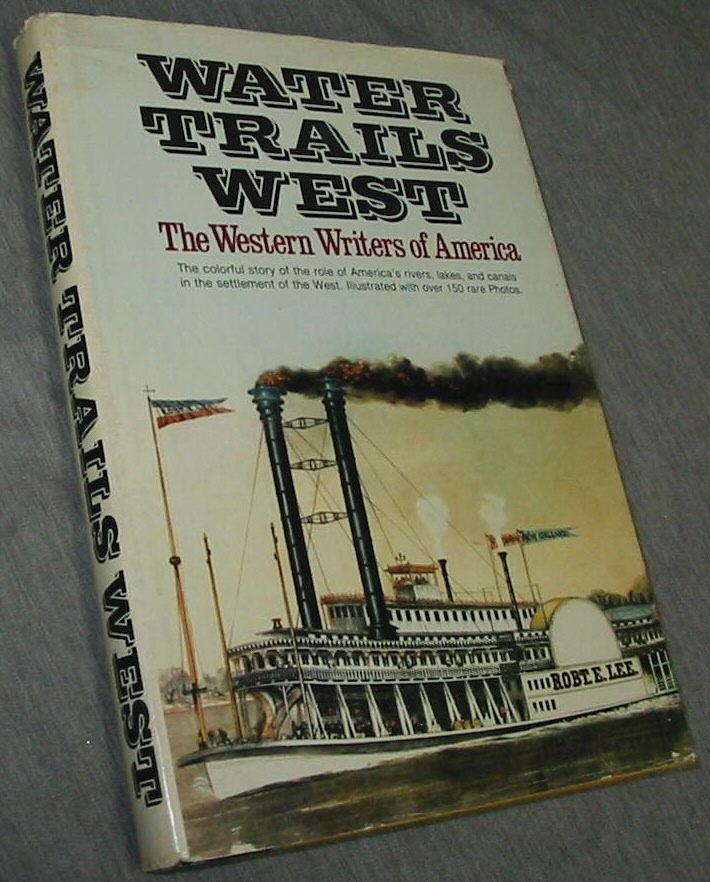 WATER TRAILS WEST
WATER
TRAILS
WEST
The Western Writers of America
The colorful story of the role of America's rivers, lakes, and canals
in the settlement of the West. Illustrated with over 150 rare Photos.
ROBT. E. LEE.